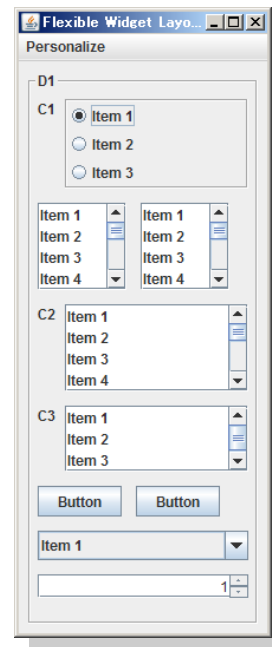 Flexible Widget Layo...
Personalize
D1
C1
Item 1
Item 2
Item 3
Item 1 Item 1
Item 2 Item 2
Item 3 Item 3
Item 4 Item 4
C2 Item 1
Item 2
Item 3
Item 4
C3 Item 1
Item 2
Item 3
Button Button
Item 1
1